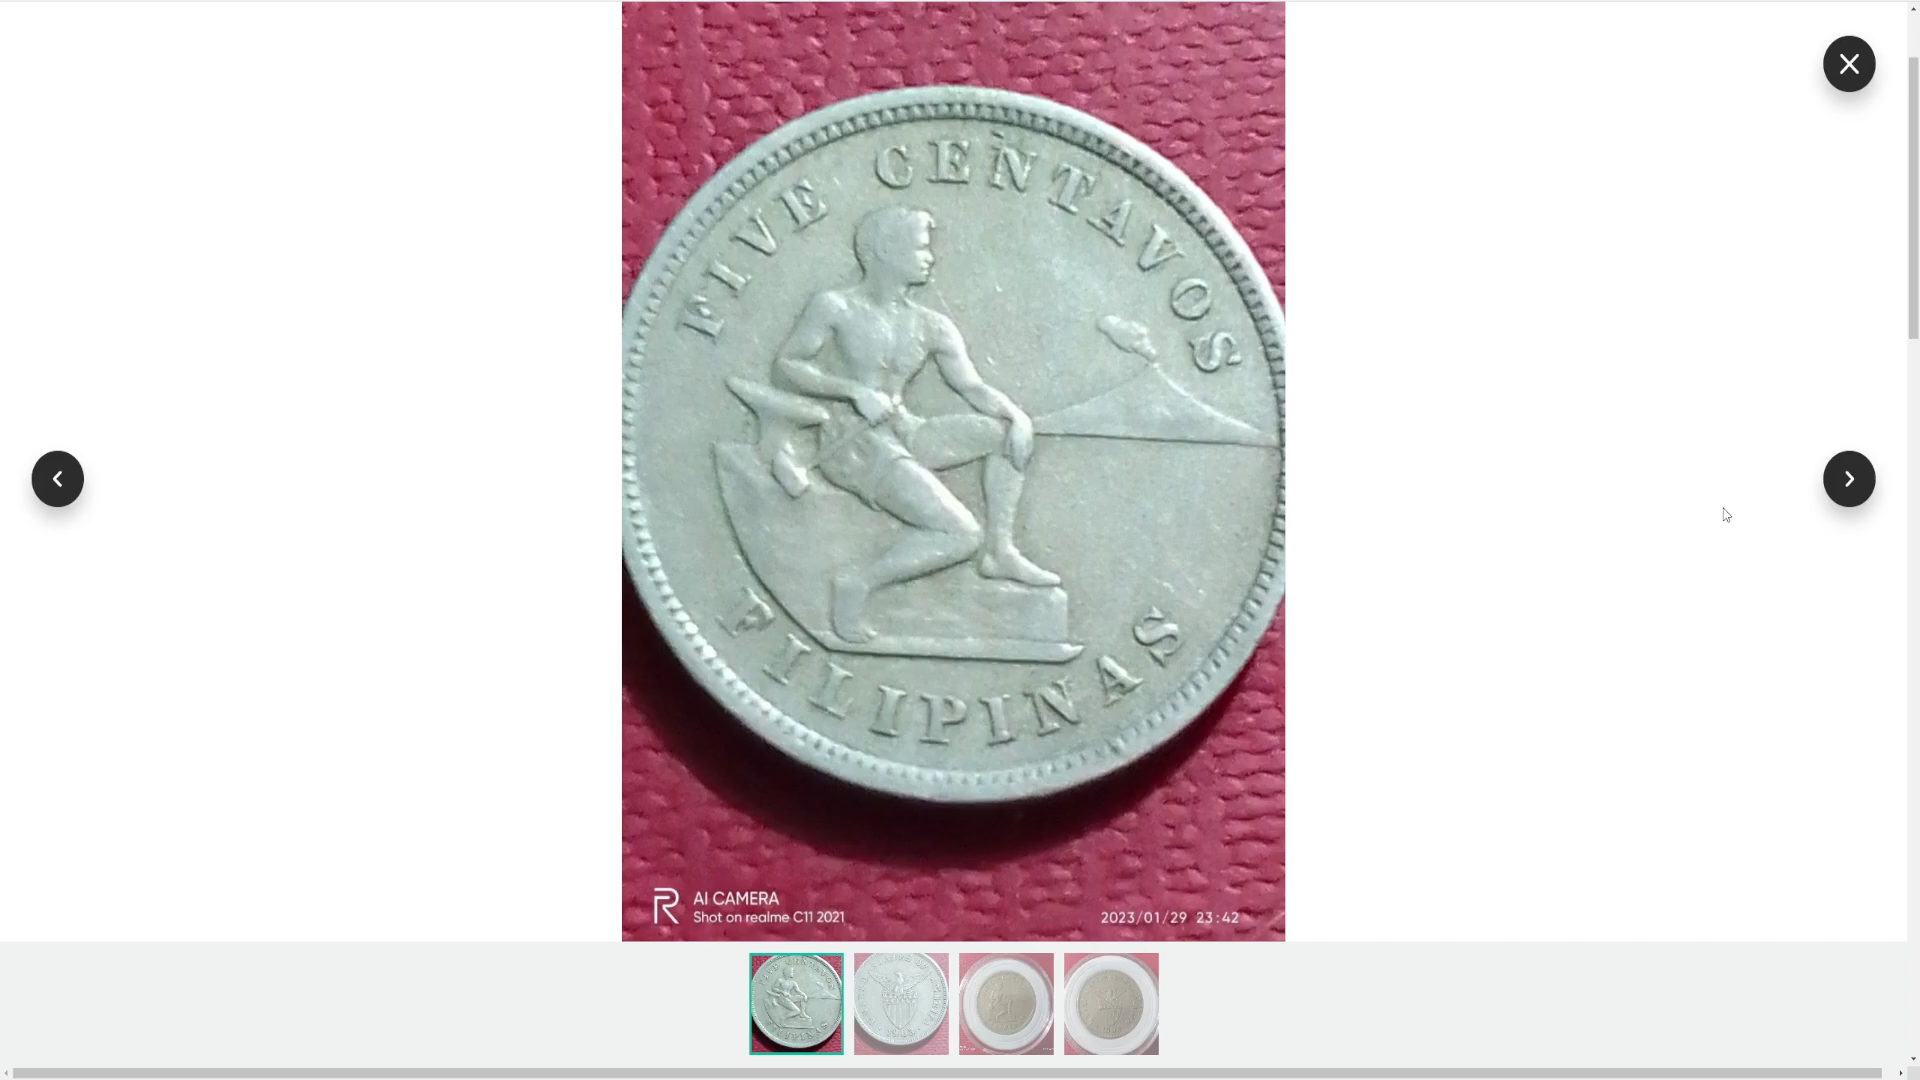 FIVE CENTAVOS
FILIPINAS
AI CAMERA
Shot on realme C11 2021
2023/01/29 23:42